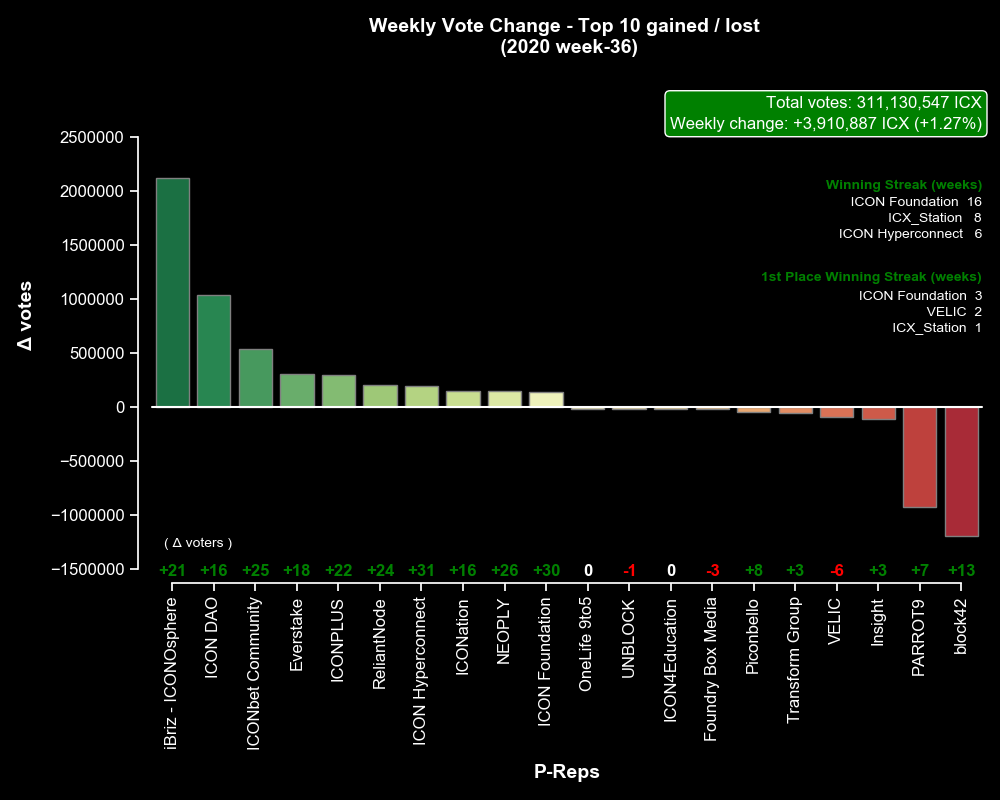 Weekly Vote Change - Top 10 gained / lost
(2020 week-36)
Total votes: 311,130,547 ICX
Weekly change: +3,910,887 ICX (+1.27%)
Winning Streak (weeks)
ICON Foundation 16
ICX_Station 8
ICON Hyperconnect 6
1st Place Winning Streak (weeks)
ICON Foundation 3
VELIC 2
ICX_Station 1
Δ votes
2500000
2000000
1500000
1000000
500000
0
−500000
−1000000
−1500000
( Δ voters )
+21 +16 +25 +18 +22 +24 +31 +16 +26 +30 0 -1 0 -3 +8 +3 -6 +3 +7 +13
iBriz - ICONOsphere
ICON DAO
ICONbet Community
Everstake
ICONPLUS
ReliantNode
ICON Hyperconnect
ICONation
NEOPLY
ICON Foundation
OneLife 9to5
UNBLOCK
ICON4Education
Foundry Box Media
Piconbello
Transform Group
VELIC
Insight
PARROT9
block42
P-Reps